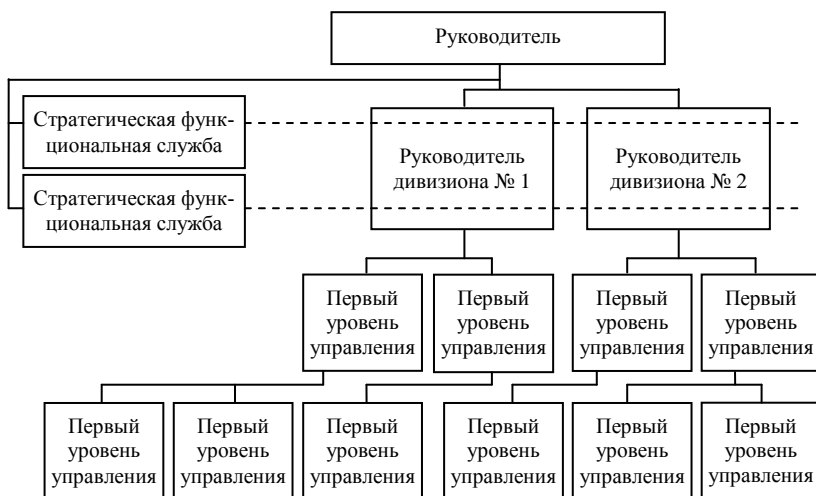 Руководитель
Стратегическая функ-
циональная служба
Руководитель
дивизиона № 1
Руководитель
дивизиона № 2
Стратегическая функ-
циональная служба
Первый
уровень
управления
Первый
уровень
управления
Первый
уровень
управления
Первый
уровень
управления
Первый
уровень
управления
Первый
уровень
управления
Первый
уровень
управления
Первый
уровень
управления
Первый
уровень
управления
Первый
уровень
управления